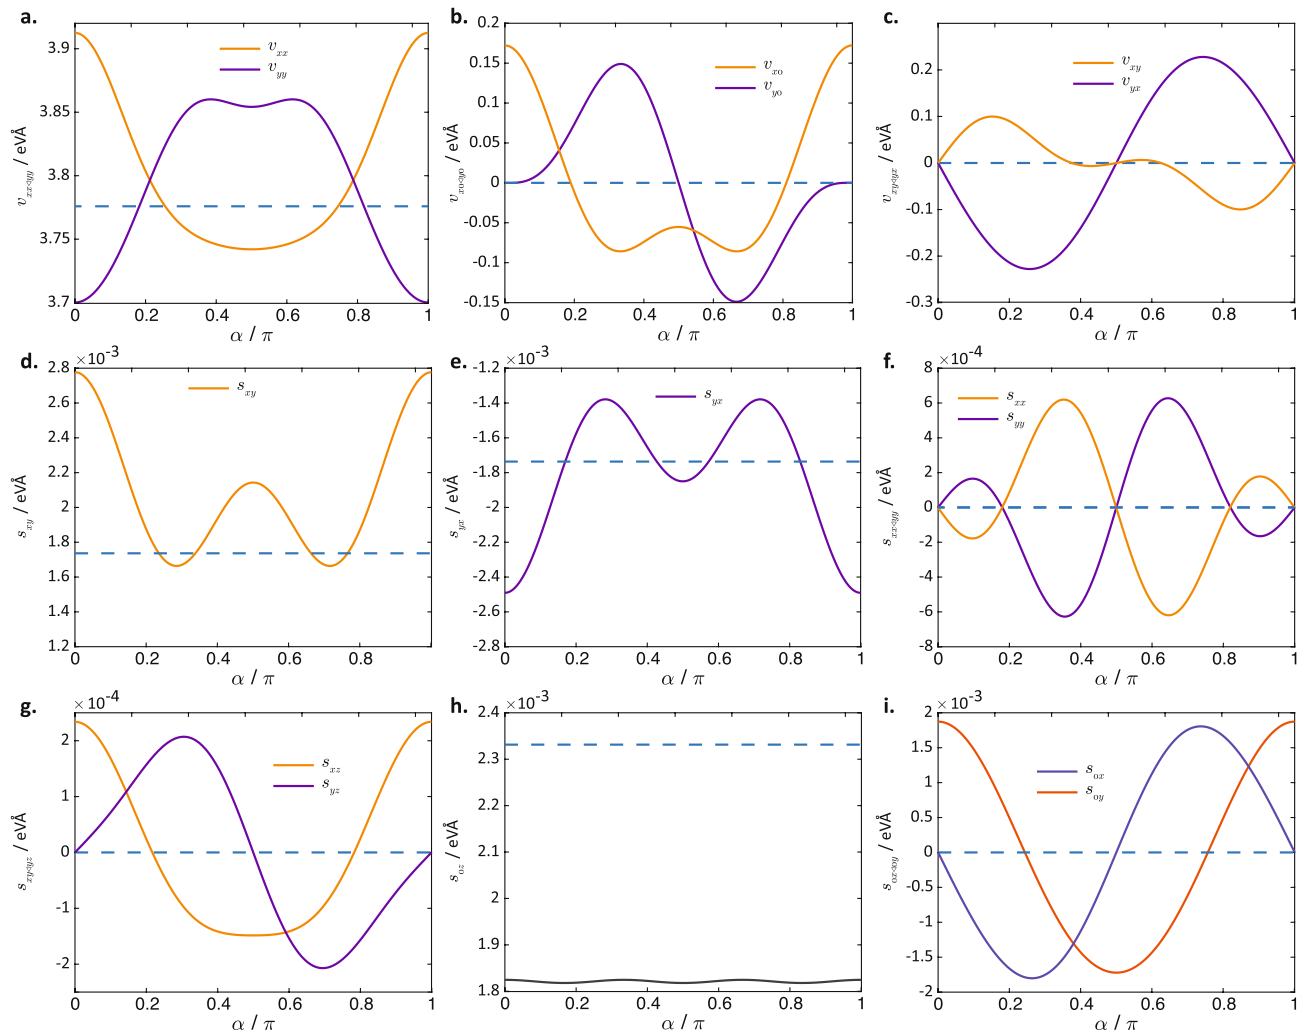 a.
3.9
3.85
3.8
3.75
3.7
v_xx<>yy / eVÅ
v_xx
v_yy
0 0.2 0.4 0.6 0.8 1
α / π
b.
0.2
0.15
0.1
0.05
0
-0.05
-0.1
-0.15
v_xo<>yo / eVÅ
v_xo
v_yo
0 0.2 0.4 0.6 0.8 1
α / π
c.
0.2
0.1
0
-0.1
-0.2
-0.3
v_xy<>yx / eVÅ
v_xy
v_yx
0 0.2 0.4 0.6 0.8 1
α / π
d.
×10-3
2.8
2.6
2.4
2.2
2
1.8
1.6
1.4
1.2
s_xy / eVÅ
s_xy
0 0.2 0.4 0.6 0.8 1
α / π
e.
×10-3
-1.2
-1.4
-1.6
-1.8
-2
-2.2
-2.4
-2.6
-2.8
s_yx / eVÅ
s_yx
0 0.2 0.4 0.6 0.8 1
α / π
f.
×10-4
8
6
4
2
0
-2
-4
-6
-8
s_xx<>yy / eVÅ
s_xx
s_yy
0 0.2 0.4 0.6 0.8 1
α / π
g.
×10-4
2
1
0
-1
-2
s_xy<>yz / eVÅ
s_xz
s_yz
0 0.2 0.4 0.6 0.8 1
α / π
h.
×10-3
2.4
2.3
2.2
2.1
2
1.9
1.8
s_oz / eVÅ
0 0.2 0.4 0.6 0.8 1
α / π
i.
×10-3
2
1.5
1
0.5
0
-0.5
-1
-1.5
-2
s_ox<>oy / eVÅ
s_ox
s_oy
0 0.2 0.4 0.6 0.8 1
α / π